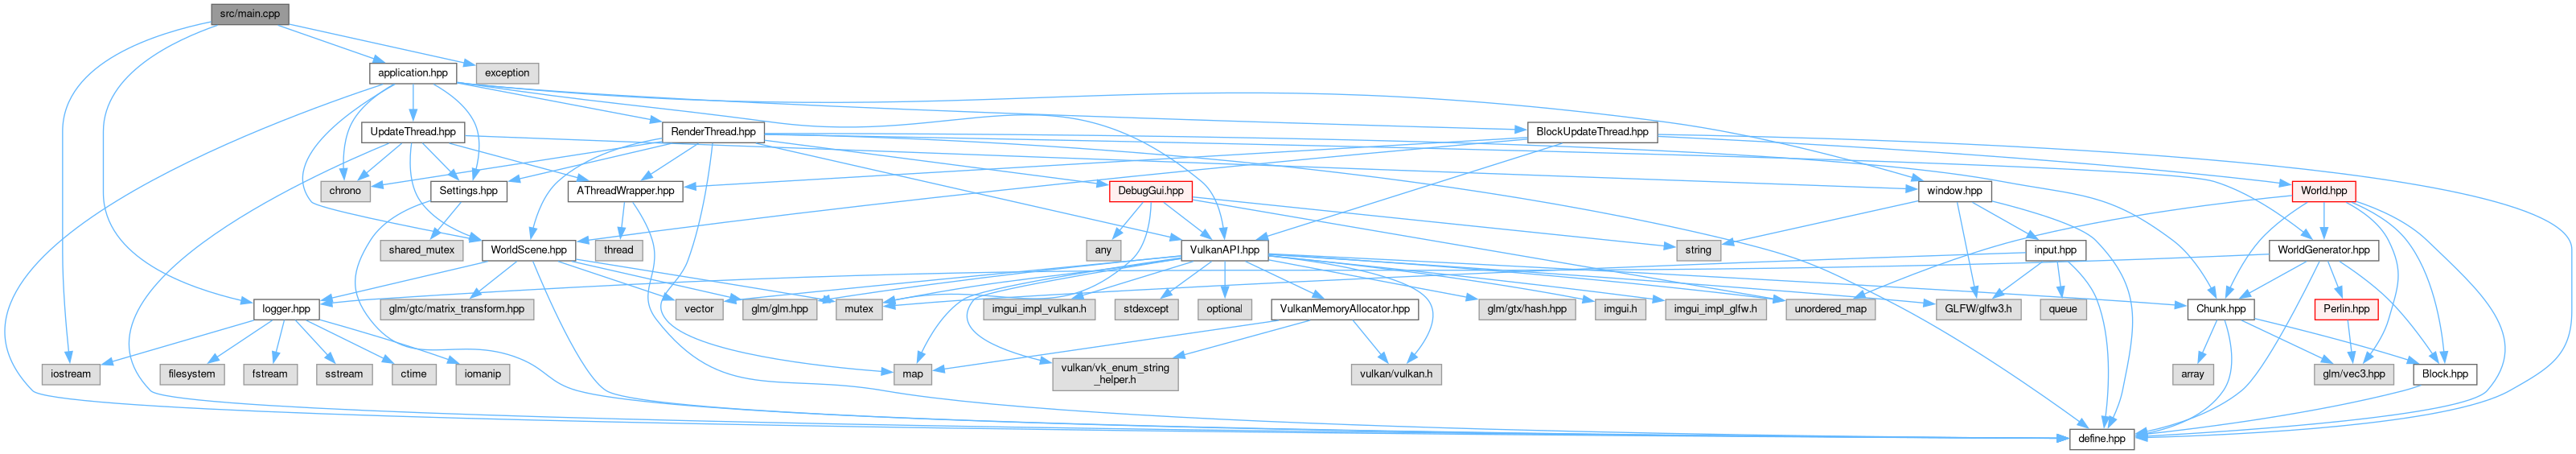 src/main.cpp
application.hpp
exception
UpdateThread.hpp
RenderThread.hpp
BlockUpdateThread.hpp
chrono
Settings.hpp
AThreadWrapper.hpp
DebugGui.hpp
window.hpp
World.hpp
shared_mutex
WorldScene.hpp
thread
any
VulkanAPI.hpp
string
input.hpp
WorldGenerator.hpp
logger.hpp
glm/gtc/matrix_transform.hpp
vector
glm/glm.hpp
mutex
imgui_impl_vulkan.h
stdexcept
optional
VulkanMemoryAllocator.hpp
glm/gtx/hash.hpp
imgui.h
imgui_impl_glfw.h
unordered_map
GLFW/glfw3.h
queue
Chunk.hpp
Perlin.hpp
iostream
filesystem
fstream
sstream
ctime
iomanip
map
vulkan/vk_enum_string
_helper.h
vulkan/vulkan.h
array
glm/vec3.hpp
Block.hpp
define.hpp